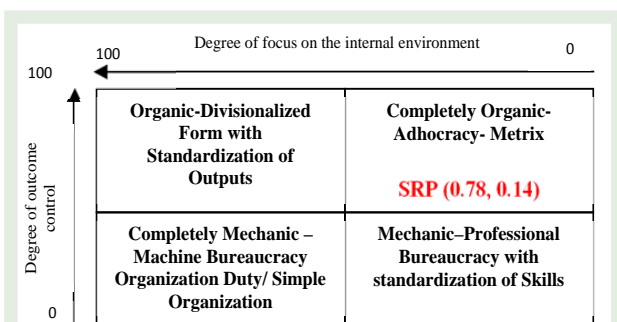 Degree of focus on the internal environment
100
0
100
Degree of outcome
control
0
Organic-Divisionalized
Form with
Standardization of
Outputs
Completely Organic-
Adhocracy- Metrix
SRP (0.78, 0.14)
Completely Mechanic –
Machine Bureaucracy
Organization Duty/ Simple
Organization
Mechanic–Professional
Bureaucracy with
standardization of Skills